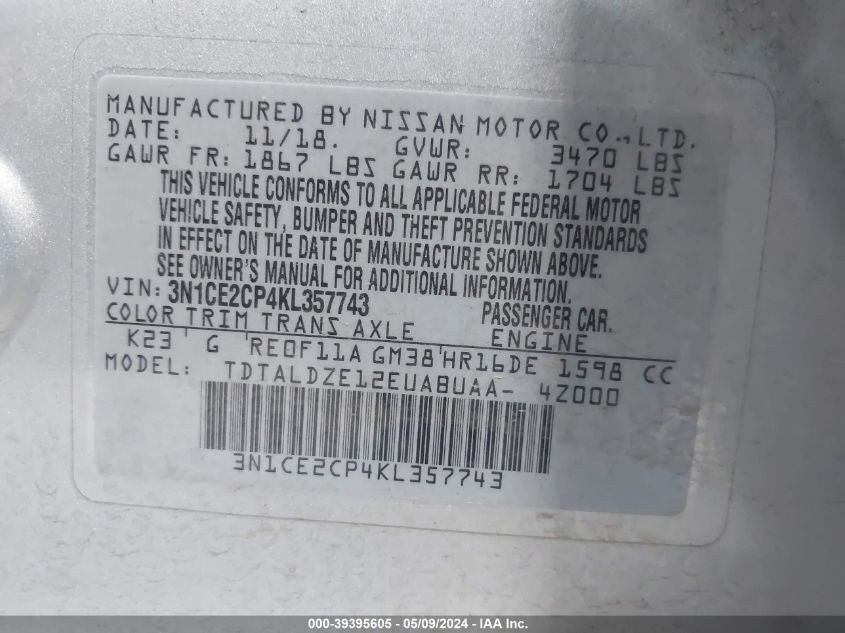 MANUFACTURED BY NISSAN MOTOR CO., LTD.
DATE: 11/18. GVWR: 3470 LBS
GAWR FR: 1867 LBS GAWR RR: 1704 LBS
THIS VEHICLE CONFORMS TO ALL APPLICABLE FEDERAL MOTOR
VEHICLE SAFETY, BUMPER AND THEFT PREVENTION STANDARDS
IN EFFECT ON THE DATE OF MANUFACTURE SHOWN ABOVE.
SEE OWNER'S MANUAL FOR ADDITIONAL INFORMATION.
VIN: 3N1CE2CP4KL357743 PASSENGER CAR.
COLOR TRIM TRANS AXLE ENGINE
K23 G RE0F11A GM38 HR16DE 1598 CC
MODEL: TDTALDZE12EUABUAA- 4Z000
3N1CE2CP4KL357743
000-39395605 - 05/09/2024 - IAA Inc.